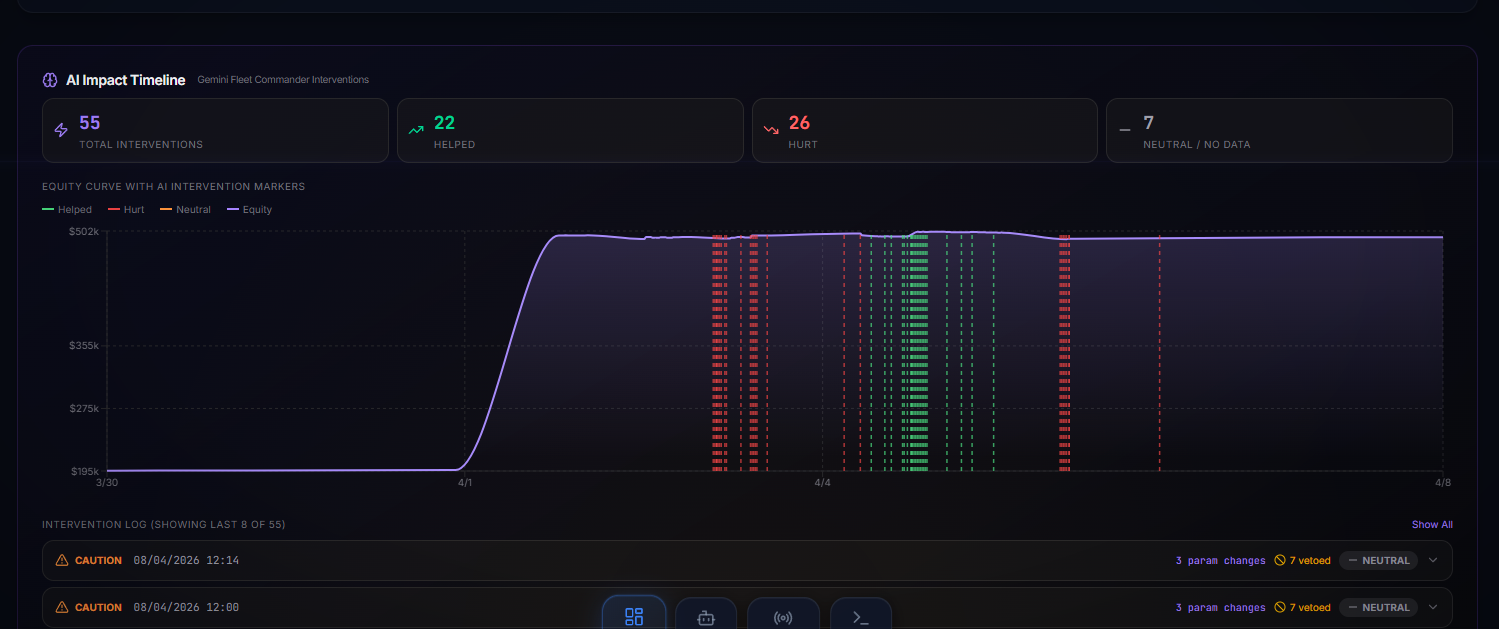 AI Impact Timeline Gemini Fleet Commander Interventions
55 22 26 7
TOTAL INTERVENTIONS HELPED HURT NEUTRAL / NO DATA
EQUITY CURVE WITH AI INTERVENTION MARKERS
Helped Hurt Neutral Equity
$502k
$355k
$275k
$195k
3/30 4/1 4/4 4/8
INTERVENTION LOG (SHOWING LAST 8 OF 55) Show All
CAUTION 08/04/2026 12:14 3 param changes 7 vetoed NEUTRAL
CAUTION 08/04/2026 12:00 3 param changes 7 vetoed NEUTRAL